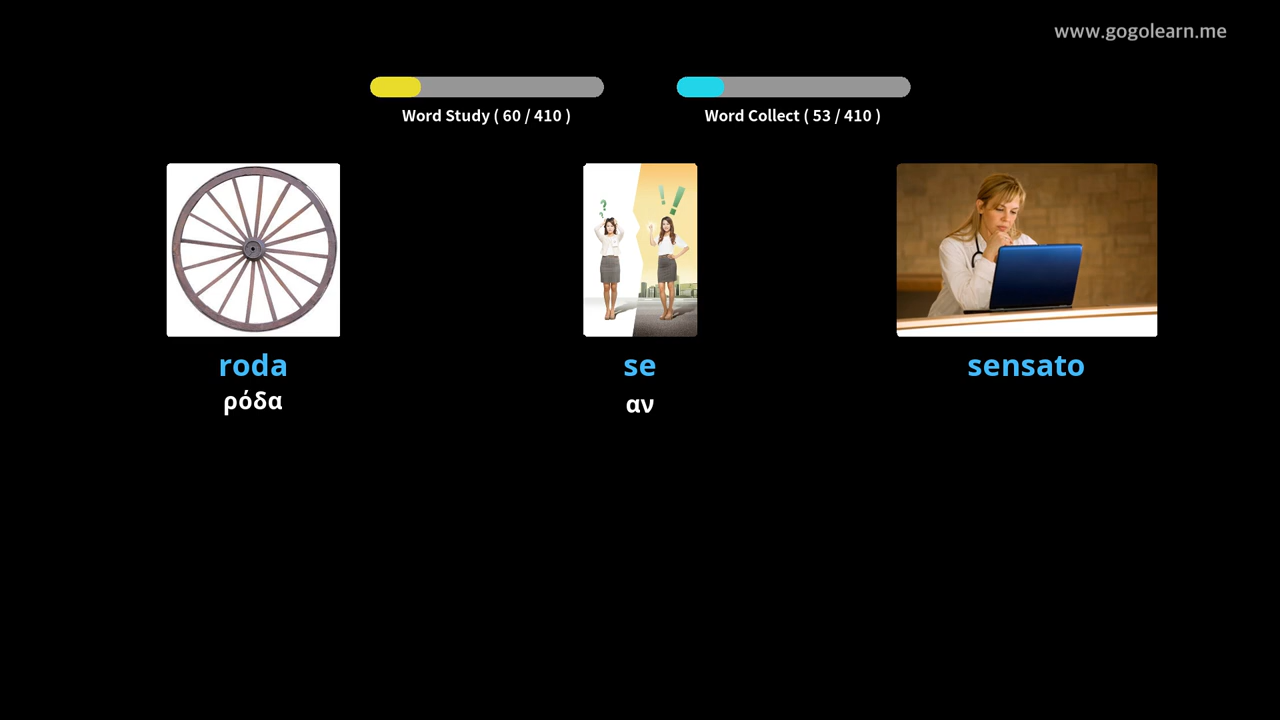 www.gogolearn.me
Word Study ( 60 / 410 )
Word Collect ( 53 / 410 )
roda
ρόδα
se
αν
sensato